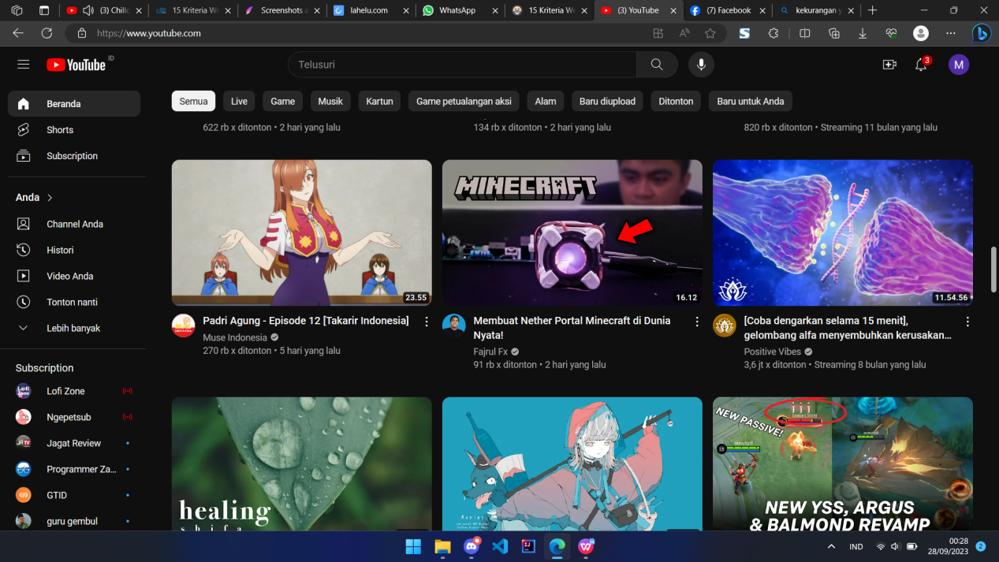 (3) Chillo
15 Kriteria We
Screenshots a
lahelu.com
WhatsApp
15 Kriteria We
(3) YouTube
(7) Facebook
kekurangan y
https://www.youtube.com
YouTube ID
Telusuri
3
M
Semua
Live
Game
Musik
Kartun
Game petualangan aksi
Alam
Baru diupload
Ditonton
Baru untuk Anda
Beranda
Shorts
Subscription
Anda
Channel Anda
Histori
Video Anda
Tonton nanti
Lebih banyak
Subscription
Lofi Zone
Ngepetsub
Jagat Review
Programmer Za...
GTID
guru gembul
622 rb x ditonton • 2 hari yang lalu
134 rb x ditonton • 2 hari yang lalu
820 rb x ditonton • Streaming 11 bulan yang lalu
23.55
Padri Agung - Episode 12 [Takarir Indonesia]
Muse Indonesia
270 rb x ditonton • 5 hari yang lalu
MINECRAFT
16.12
Membuat Nether Portal Minecraft di Dunia
Nyata!
Fajrul Fx
91 rb x ditonton • 2 hari yang lalu
11.54.56
[Coba dengarkan selama 15 menit],
gelombang alfa menyembuhkan kerusakan...
Positive Vibes
3,6 jt x ditonton • Streaming 8 bulan yang lalu
healing
shifa
NEW PASSIVE!
NEW YSS, ARGUS
& BALMOND REVAMP
IND
00:28
28/09/2023
2